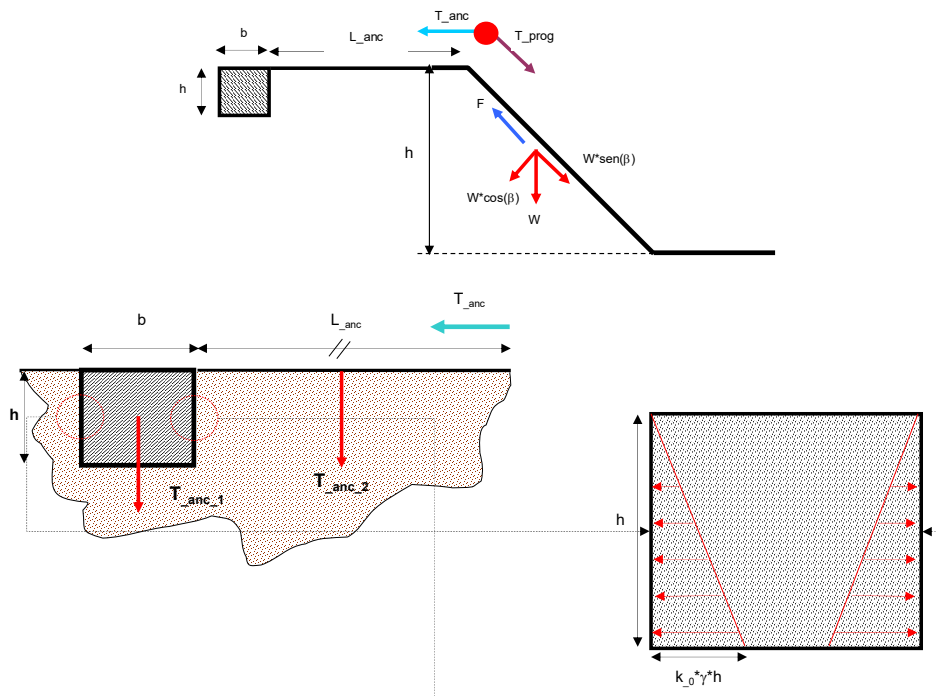 T_anc
b
L_anc
T_prog
h
F
h
W*sen(β)
W*cos(β)
W
T_anc
b
L_anc
h
T_anc_1
T_anc_2
h
k_0*γ*h